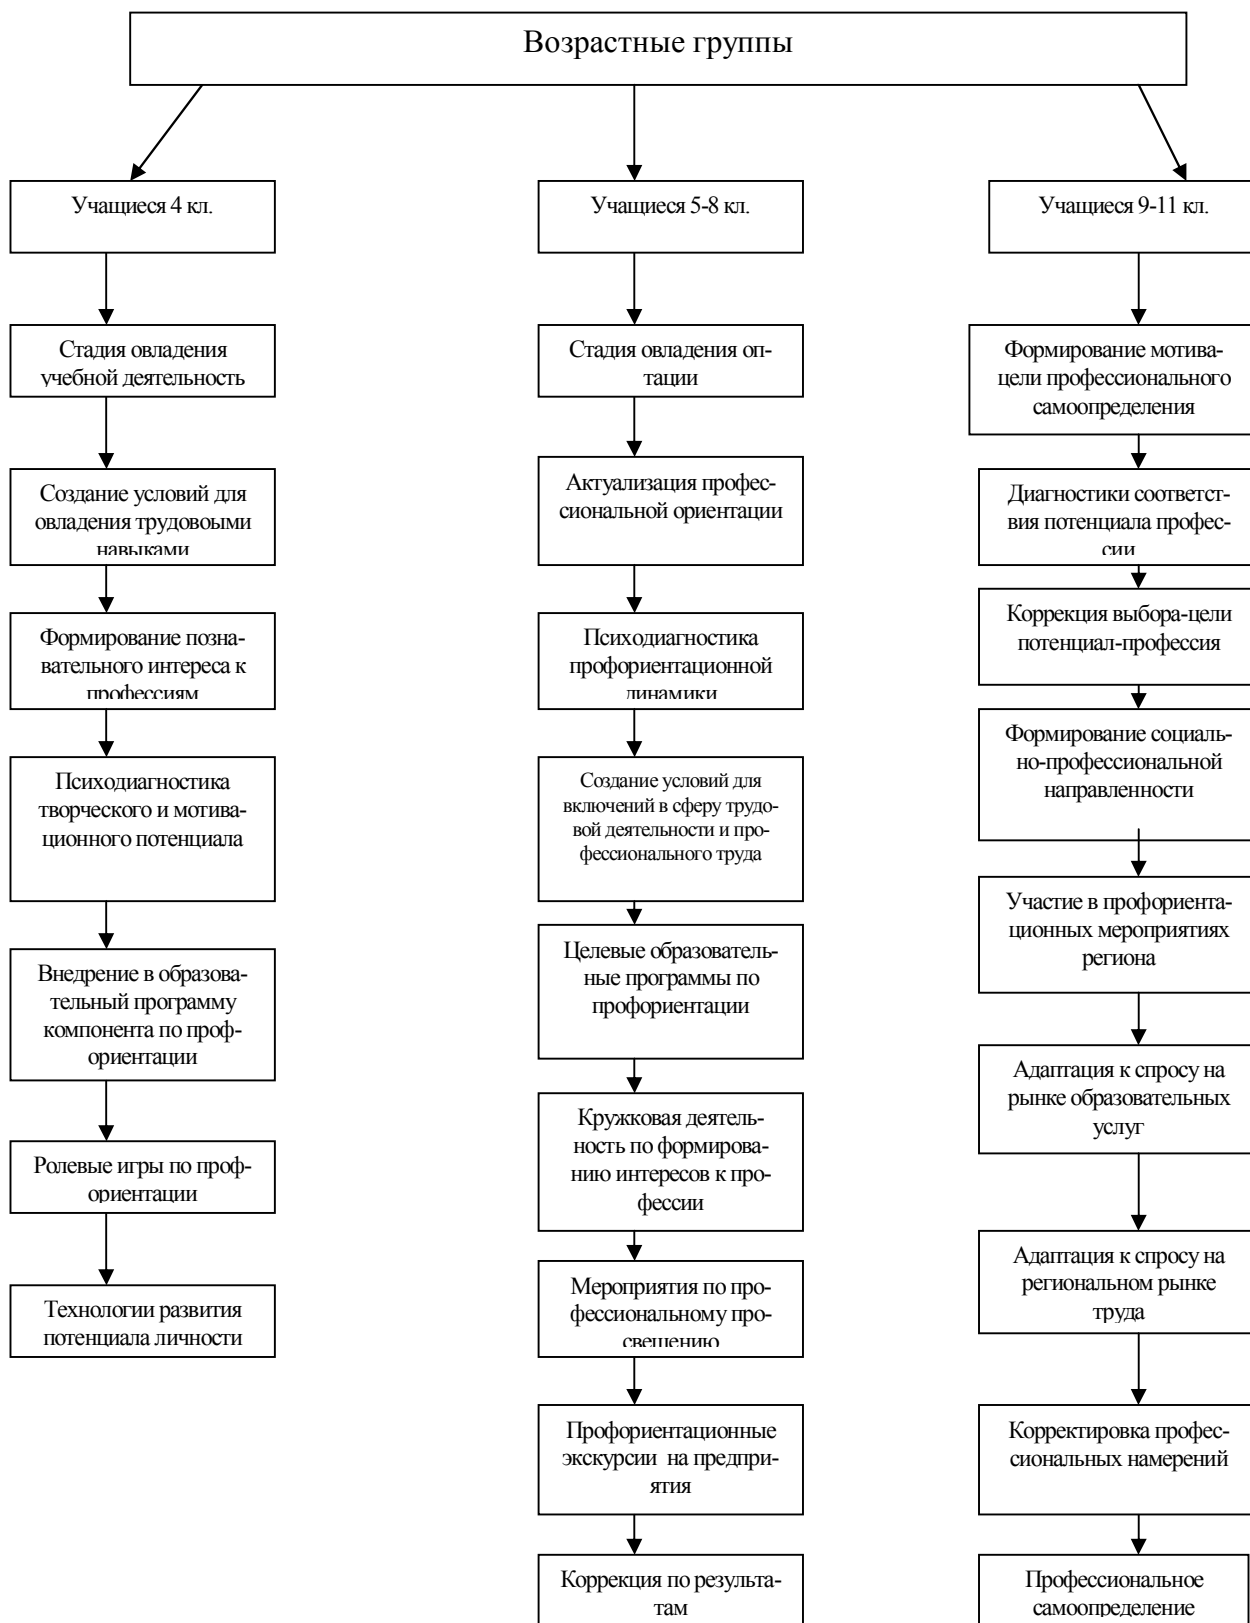 Возрастные группы
Учащиеся 4 кл.
Стадия овладения
учебной деятельность
Создание условий для
овладения трудовоыми
навыками
Формирование позна-
вательного интереса к
профессиям
Психодиагностика
творческого и мотива-
ционного потенциала
Внедрение в образова-
тельный программу
компонента по проф-
ориентации
Ролевые игры по проф-
ориентации
Технологии развития
потенциала личности
Учащиеся 5-8 кл.
Стадия овладения оп-
тации
Актуализация профес-
сиональной ориентации
Психодиагностика
профориентационной
динамики
Создание условий для
включений в сферу трудо-
вой деятельности и про-
фессионального труда
Целевые образователь-
ные программы по
профориентации
Кружковая деятель-
ность по формирова-
нию интересов к про-
фессии
Мероприятия по про-
фессиональному про-
свещению
Профориентационные
экскурсии на предпри-
ятия
Коррекция по результа-
там
Учащиеся 9-11 кл.
Формирование мотива-
цели профессионального
самоопределения
Диагностики соответст-
вия потенциала профес-
сии
Коррекция выбора-цели
потенциал-профессия
Формирование социаль-
но-профессиональной
направленности
Участие в профориента-
ционных мероприятиях
региона
Адаптация к спросу на
рынке образовательных
услуг
Адаптация к спросу на
региональном рынке
труда
Корректировка профес-
сиональных намерений
Профессиональное
самоопределение